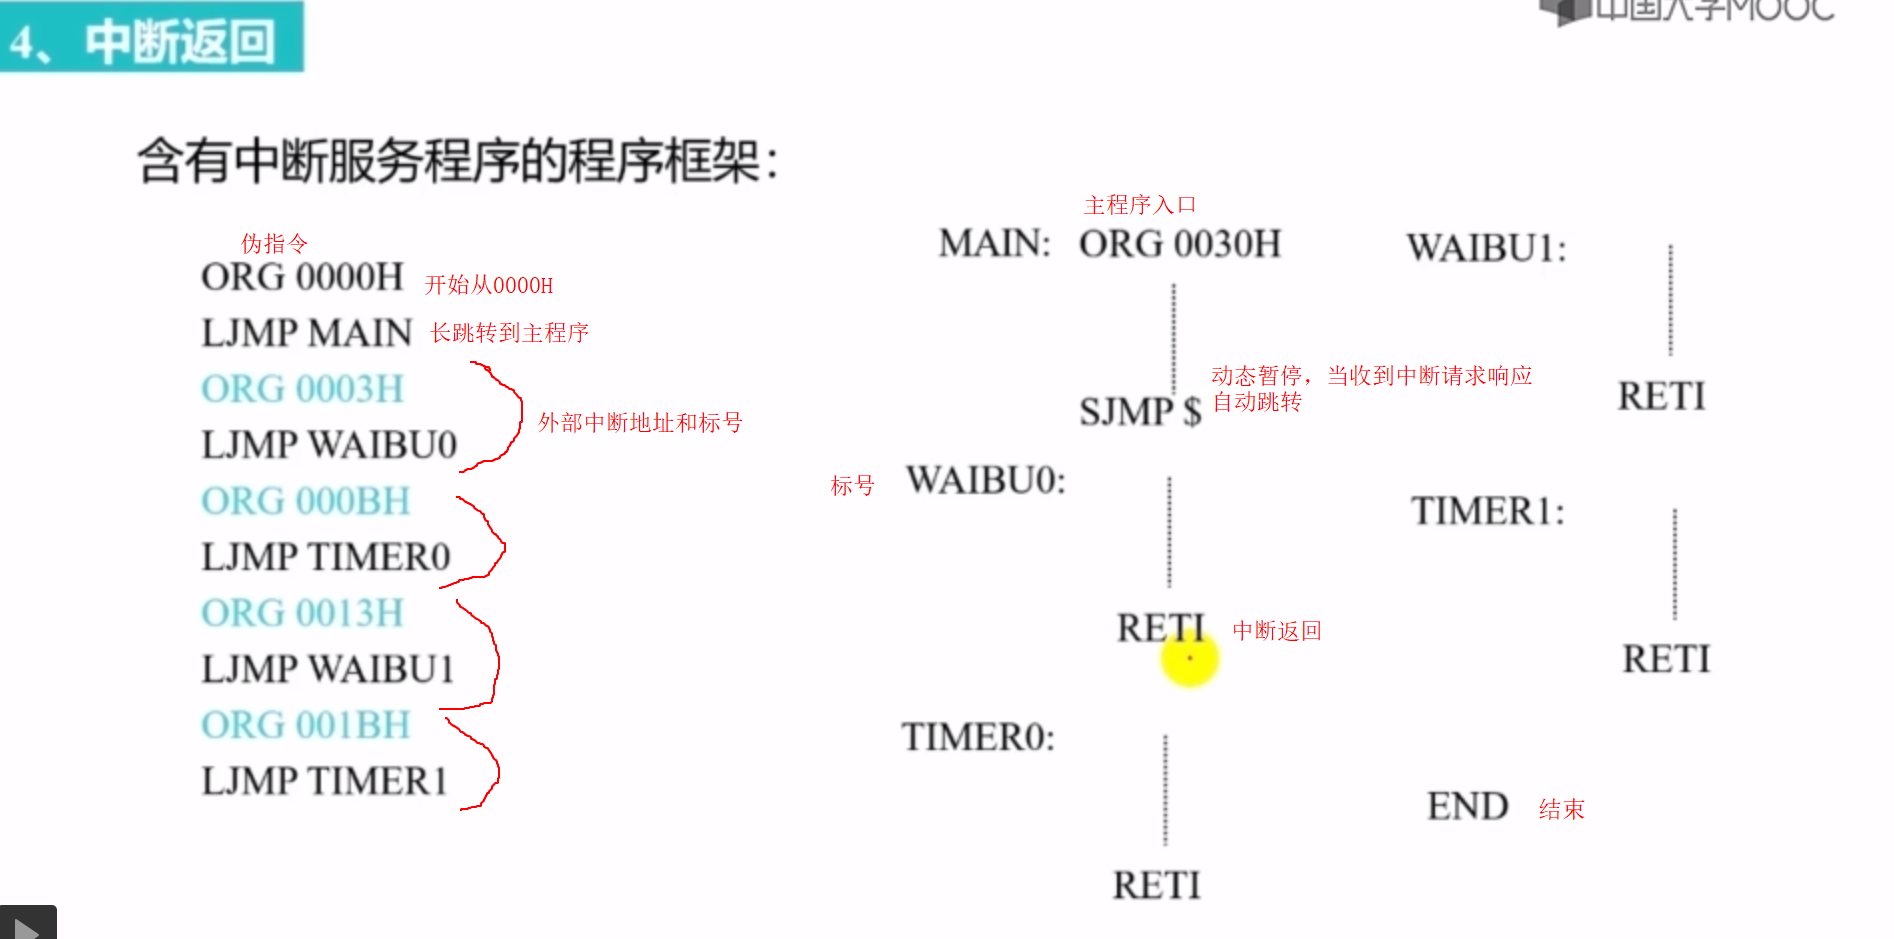 中国大学MOOC
4、中断返回
含有中断服务程序的程序框架：
伪指令
ORG 0000H 开始从0000H
LJMP MAIN 长跳转到主程序
ORG 0003H
LJMP WAIBU0
外部中断地址和标号
ORG 000BH
LJMP TIMER0
ORG 0013H
LJMP WAIBU1
ORG 001BH
LJMP TIMER1
主程序入口
MAIN: ORG 0030H
动态暂停，当收到中断请求响应
自动跳转
SJMP $
标号 WAIBU0:
RETI 中断返回
TIMER0:
RETI
WAIBU1:
RETI
TIMER1:
RETI
END 结束